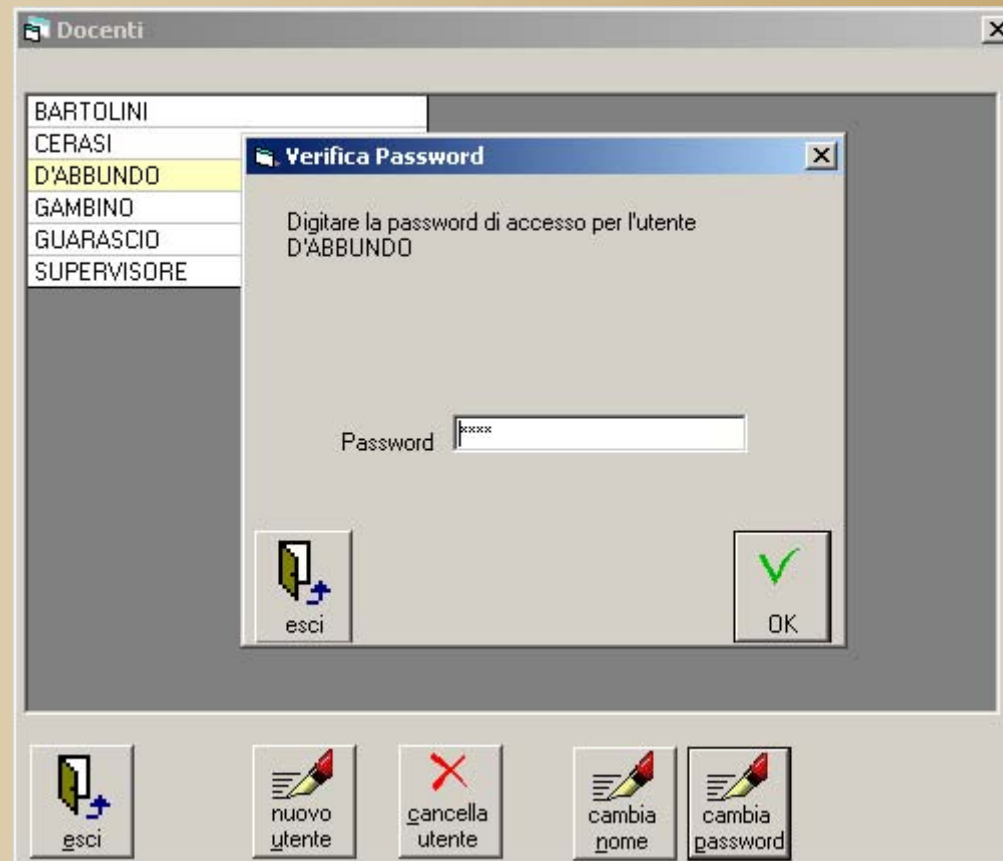 Docenti
BARTOLINI
CERASI
D'ABBUNDO
GAMBINO
GUARASCIO
SUPERVISORE
Verifica Password
Digitare la password di accesso per l'utente
D'ABBUNDO
Password
xxxx
esci
OK
esci
nuovo
utente
cancella
utente
cambia
nome
cambia
password